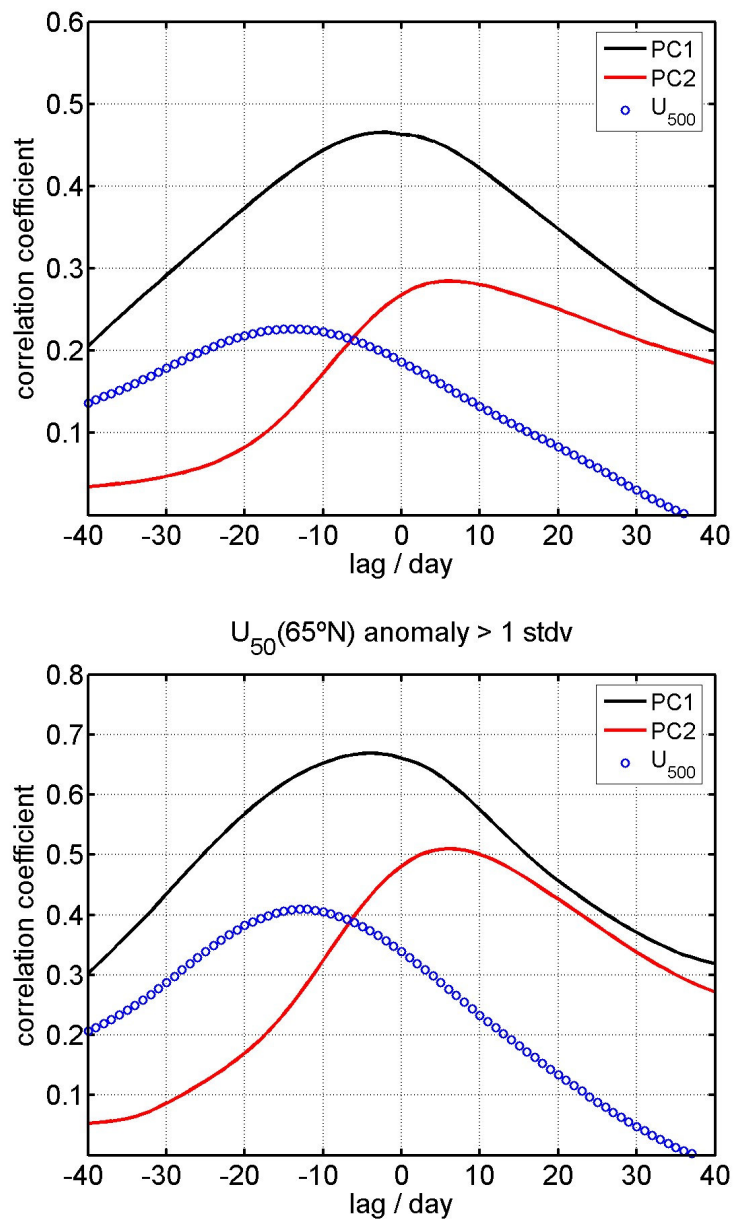 0.6
0.5
0.4
0.3
0.2
0.1
correlation coefficient
PC1
PC2
U500
-40 -30 -20 -10 0 10 20 30 40
lag / day
U50(65ºN) anomaly > 1 stdv
0.8
0.7
0.6
0.5
0.4
0.3
0.2
0.1
correlation coefficient
PC1
PC2
U500
-40 -30 -20 -10 0 10 20 30 40
lag / day